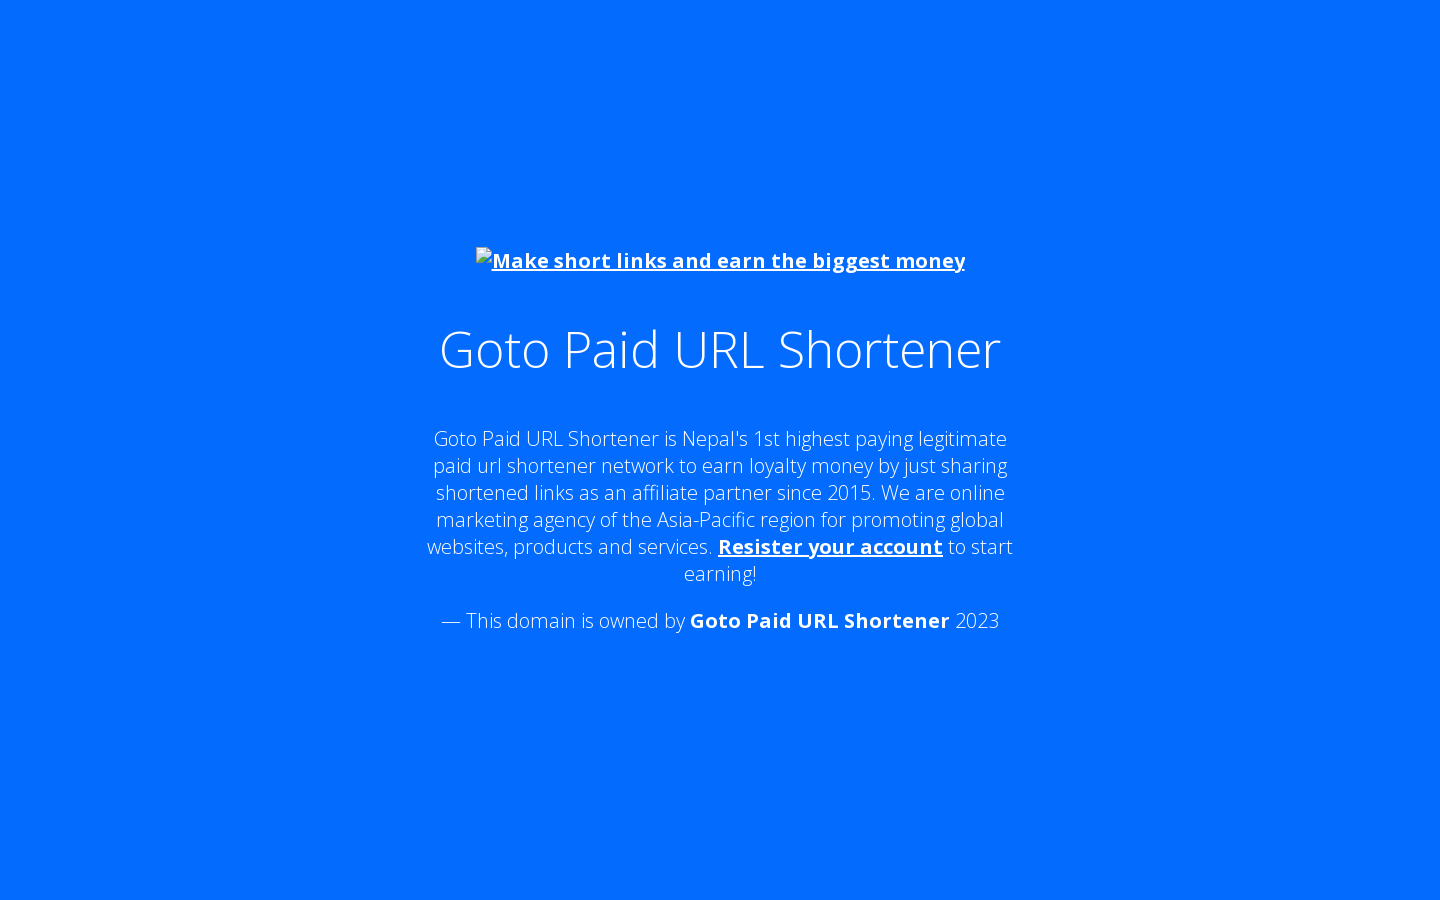 Make short links and earn the biggest money
Goto Paid URL Shortener
Goto Paid URL Shortener is Nepal's 1st highest paying legitimate
paid url shortener network to earn loyalty money by just sharing
shortened links as an affiliate partner since 2015. We are online
marketing agency of the Asia-Pacific region for promoting global
websites, products and services. Resister your account to start
earning!
— This domain is owned by Goto Paid URL Shortener 2023